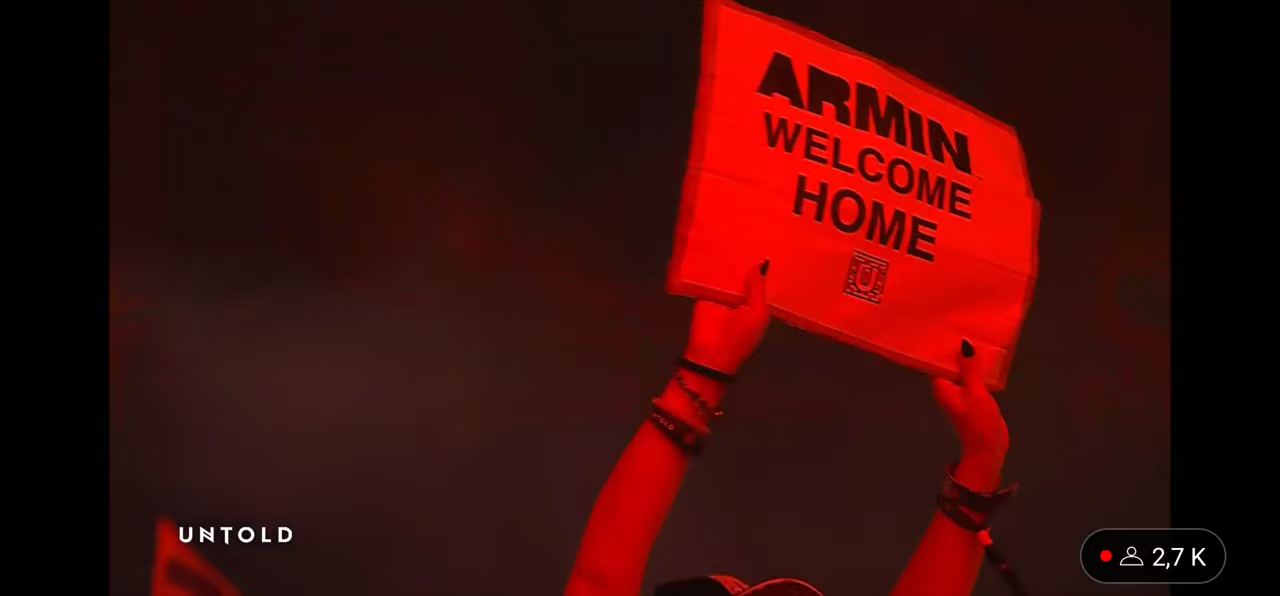 ARMIN
WELCOME
HOME
U
UNTOLD
2,7 K